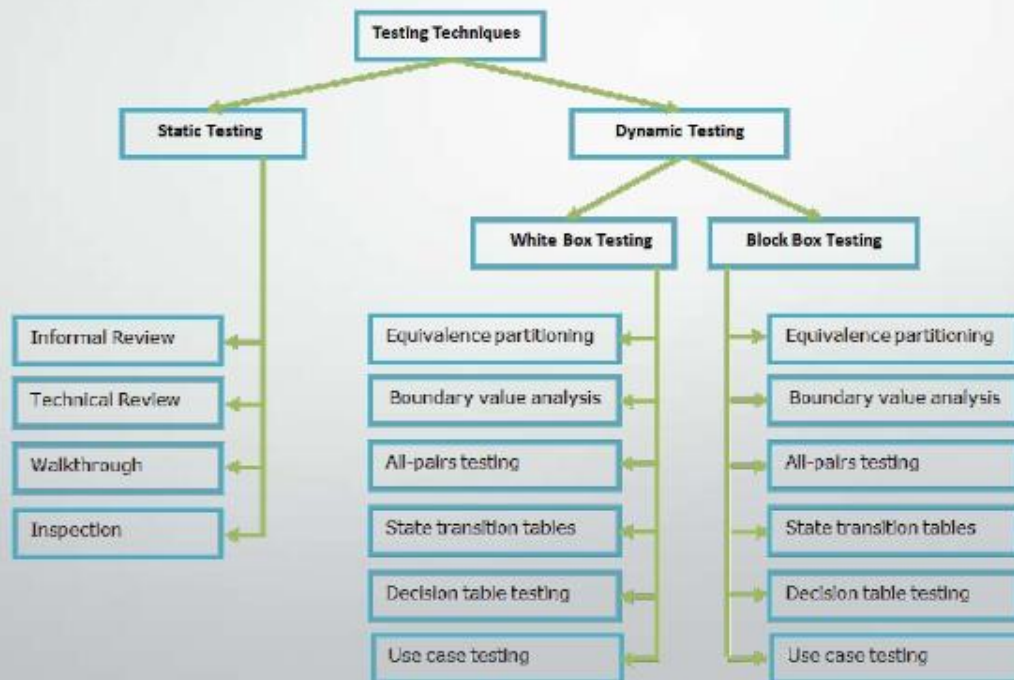 Testing Techniques
Static Testing
Dynamic Testing
White Box Testing
Block Box Testing
Informal Review
Technical Review
Walkthrough
Inspection
Equivalence partitioning
Boundary value analysis
All-pairs testing
State transition tables
Decision table testing
Use case testing
Equivalence partitioning
Boundary value analysis
All-pairs testing
State transition tables
Decision table testing
Use case testing